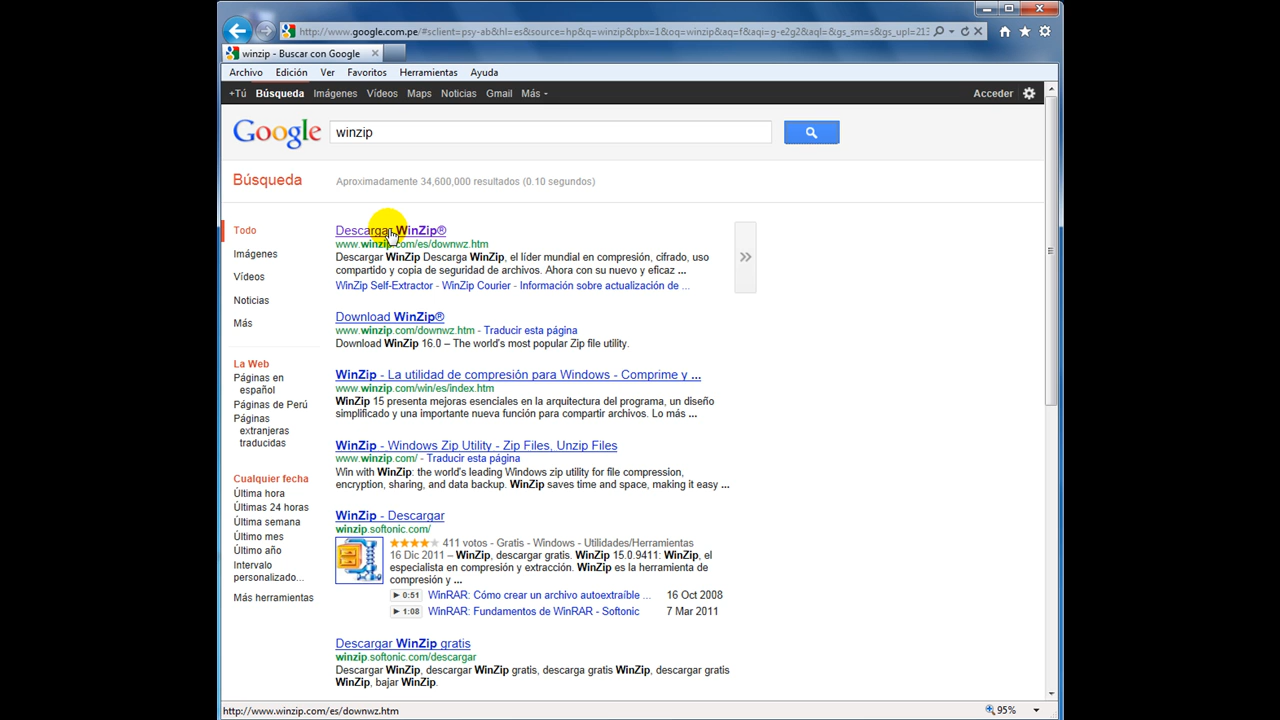 http://www.google.com.pe/#sclient=psy-ab&hl=es&source=hp&q=winzip&pbx=1&oq=winzip&aq=f&aqi=g-e2g2&aql=&gs_sm=s&gs_upl=213
winzip - Buscar con Google
Archivo Edición Ver Favoritos Herramientas Ayuda
+Tú Búsqueda Imágenes Vídeos Maps Noticias Gmail Más Acceder
Google winzip
Búsqueda Aproximadamente 34,600,000 resultados (0.10 segundos)
Todo
Imágenes
Vídeos
Noticias
Más
La Web
Páginas en
español
Páginas de Perú
Páginas
extranjeras
traducidas
Cualquier fecha
Última hora
Últimas 24 horas
Última semana
Último mes
Último año
Intervalo
personalizado...
Más herramientas
Descargar WinZip®
www.winzip.com/es/downwz.htm
Descargar WinZip Descarga WinZip, el líder mundial en compresión, cifrado, uso
compartido y copia de seguridad de archivos. Ahora con su nuevo y eficaz ...
WinZip Self-Extractor - WinZip Courier - Información sobre actualización de ...
Download WinZip®
www.winzip.com/downwz.htm - Traducir esta página
Download WinZip 16.0 – The world's most popular Zip file utility.
WinZip - La utilidad de compresión para Windows - Comprime y ...
www.winzip.com/win/es/index.htm
WinZip 15 presenta mejoras esenciales en la arquitectura del programa, un diseño
simplificado y una importante nueva función para compartir archivos. Lo más ...
WinZip - Windows Zip Utility - Zip Files, Unzip Files
www.winzip.com/ - Traducir esta página
Win with WinZip: the world's leading Windows zip utility for file compression,
encryption, sharing, and data backup. WinZip saves time and space, making it easy ...
WinZip - Descargar
winzip.softonic.com/
411 votos - Gratis - Windows - Utilidades/Herramientas
16 Dic 2011 – WinZip, descargar gratis. WinZip 15.0.9411: WinZip, el
especialista en compresión y extracción. WinZip es la herramienta de
compresión y ...
0:51 WinRAR: Cómo crear un archivo autoextraíble ... 16 Oct 2008
1:08 WinRAR: Fundamentos de WinRAR - Softonic 7 Mar 2011
Descargar WinZip gratis
winzip.softonic.com/descargar
Descargar WinZip, descargar WinZip gratis, descarga gratis WinZip, descargar gratis
WinZip, bajar WinZip.
http://www.winzip.com/es/downwz.htm 95%